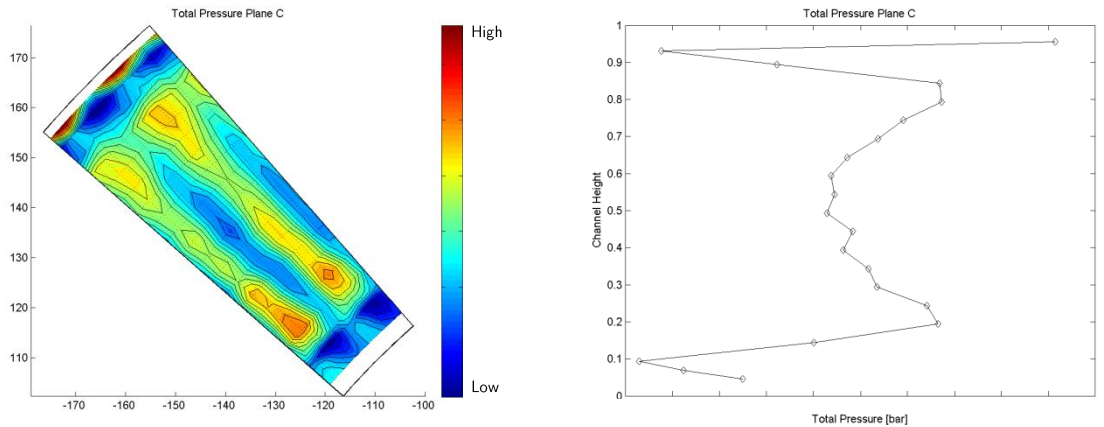 Total Pressure Plane C
170
160
150
140
130
120
110
-170 -160 -150 -140 -130 -120 -110 -100
High
Low
Total Pressure Plane C
Channel Height
1
0.9
0.8
0.7
0.6
0.5
0.4
0.3
0.2
0.1
0
Total Pressure [bar]